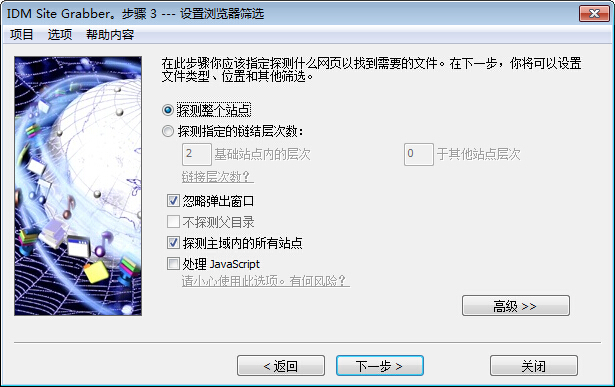 IDM Site Grabber。步骤 3 --- 设置浏览器筛选
项目 选项 帮助内容
在此步骤你应该指定探测什么网页以找到需要的文件。在下一步，你将可以设置
文件类型、位置和其他筛选。
探测整个站点
探测指定的链结层次数：
2 基础站点内的层次 0 于其他站点层次
链接层次数？
忽略弹出窗口
不探测父目录
探测主域内的所有站点
处理 JavaScript
请小心使用此选项。有何风险？
高级 >>
< 返回 下一步 > 关闭